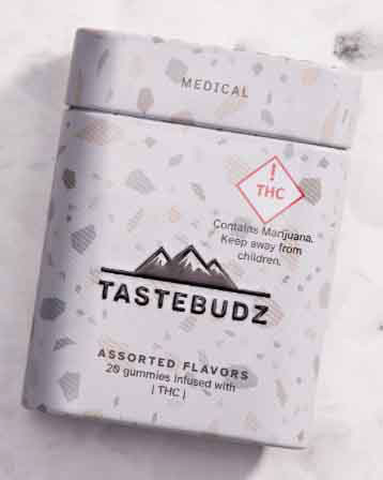 MEDICAL
!
THC
Contains Marijuana.
Keep away from
children.
TASTEBUDZ
ASSORTED FLAVORS
20 gummies infused with
| THC |